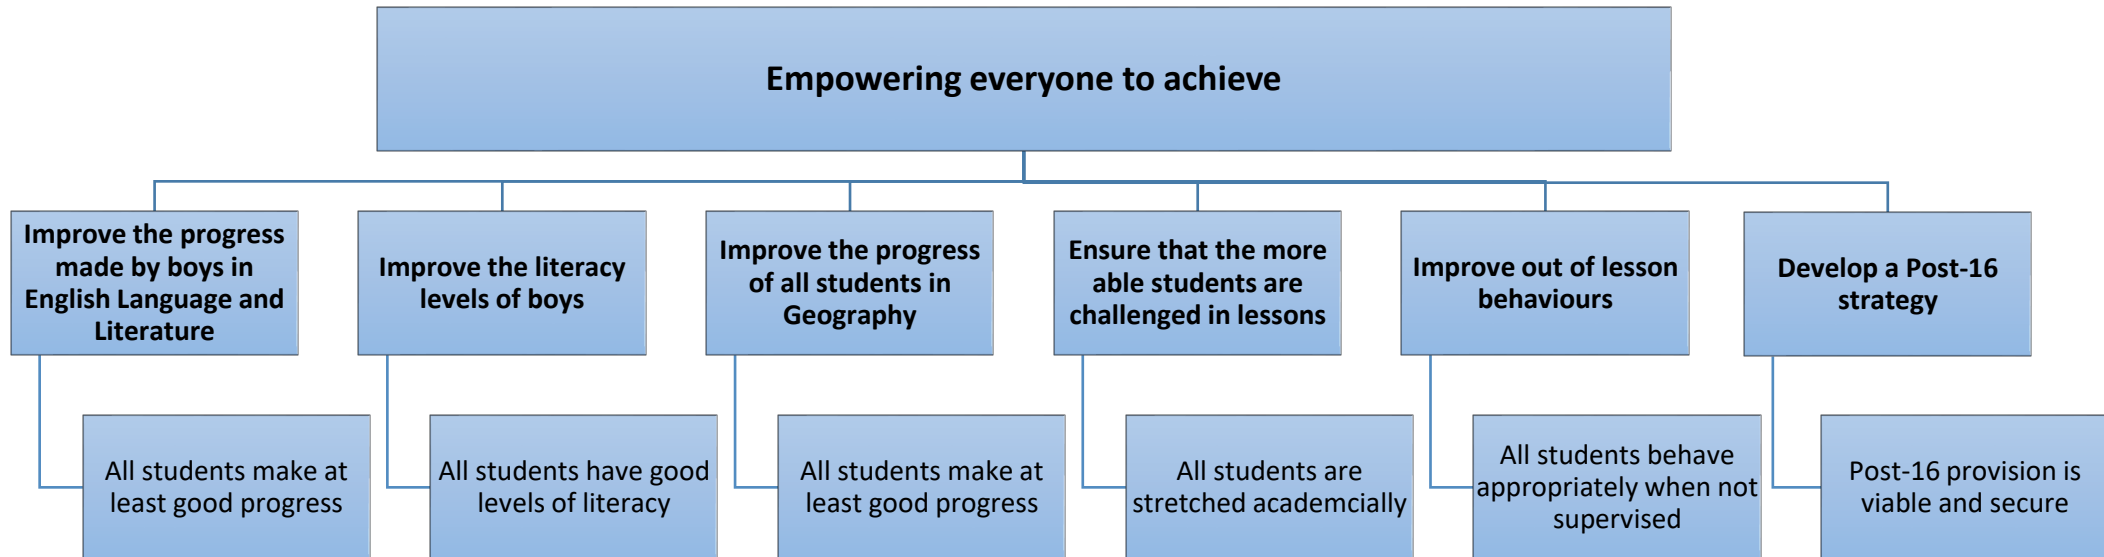 Empowering everyone to achieve
Improve the progress
made by boys in
English Language and
Literature
Improve the literacy
levels of boys
Improve the progress
of all students in
Geography
Ensure that the more
able students are
challenged in lessons
Improve out of lesson
behaviours
Develop a Post-16
strategy
All students make at
least good progress
All students have good
levels of literacy
All students make at
least good progress
All students are
stretched academcially
All students behave
appropriately when not
supervised
Post-16 provision is
viable and secure